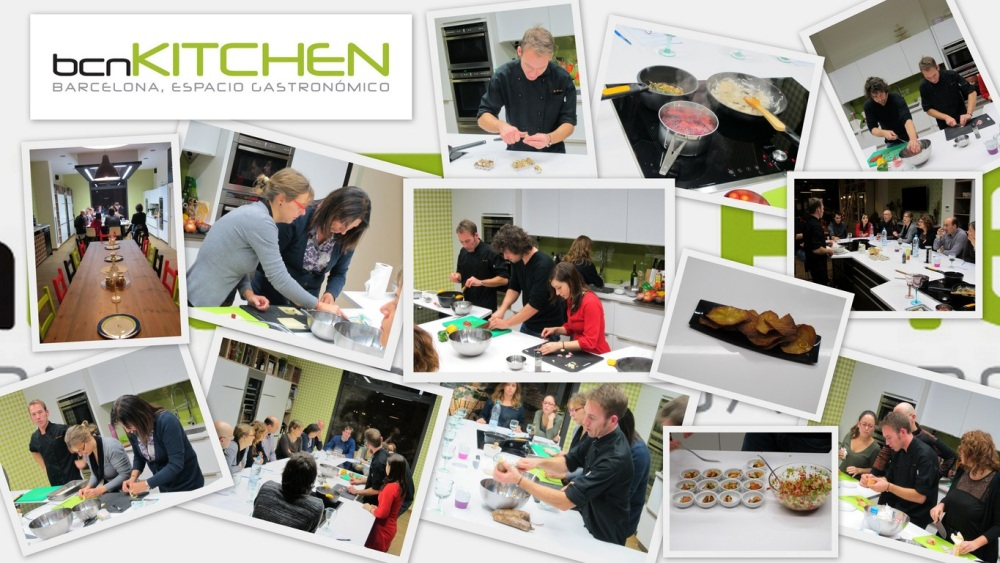 bcnKITCHEN
BARCELONA, ESPACIO GASTRONÓMICO